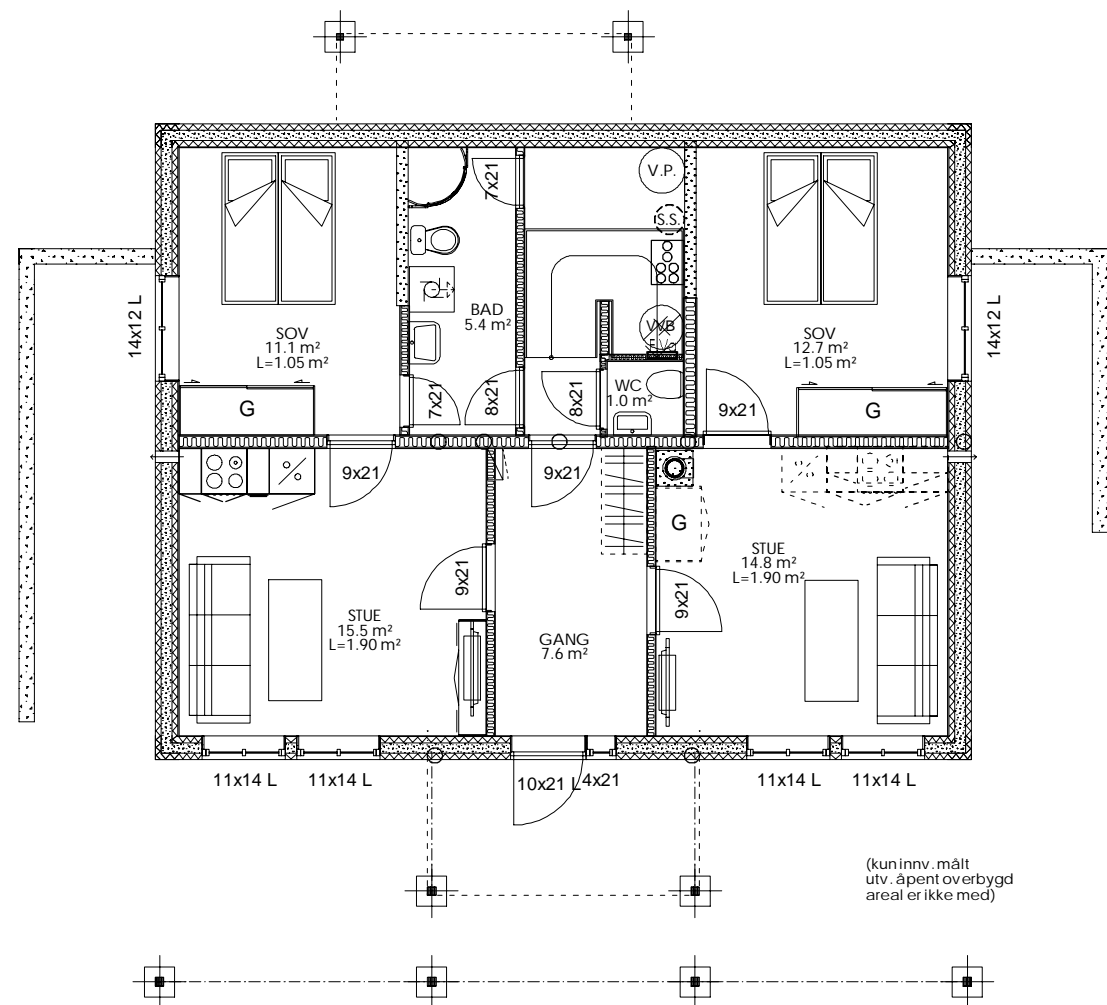 7x21
V.P.
S.S.
14x12 L
SOV
11.1 m²
L=1.05 m²
BAD
5.4 m²
VVB
SOV
12.7 m²
L=1.05 m²
14x12 L
WC
1.0 m²
G
7x21
8x21
8x21
9x21
G
9x21
9x21
G
STUE
14.8 m²
L=1.90 m²
9x21
9x21
STUE
15.5 m²
L=1.90 m²
GANG
7.6 m²
11x14 L
11x14 L
10x21 L
4x21
11x14 L
11x14 L
(kun innv. målt
utv. åpent overbygd
areal er ikke med)